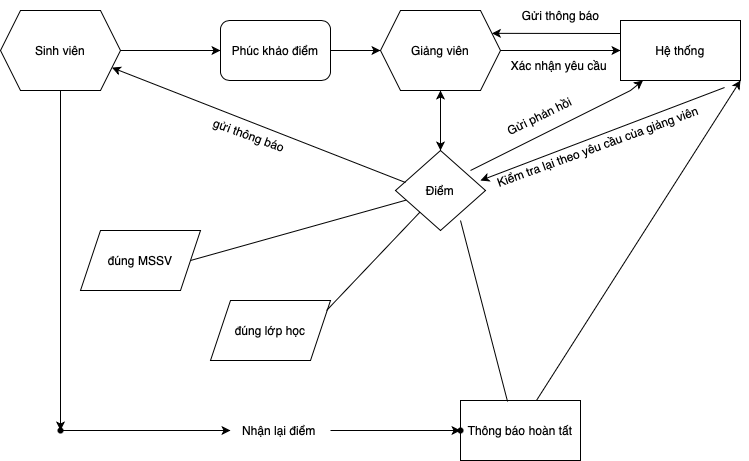 Gửi thông báo
Sinh viên
Phúc khảo điểm
Giảng viên
Hệ thống
Xác nhận yêu cầu
gửi thông báo
Gửi phản hồi
Kiểm tra lại theo yêu cầu của giảng viên
Điểm
đúng MSSV
đúng lớp học
Nhận lại điểm
Thông báo hoàn tất